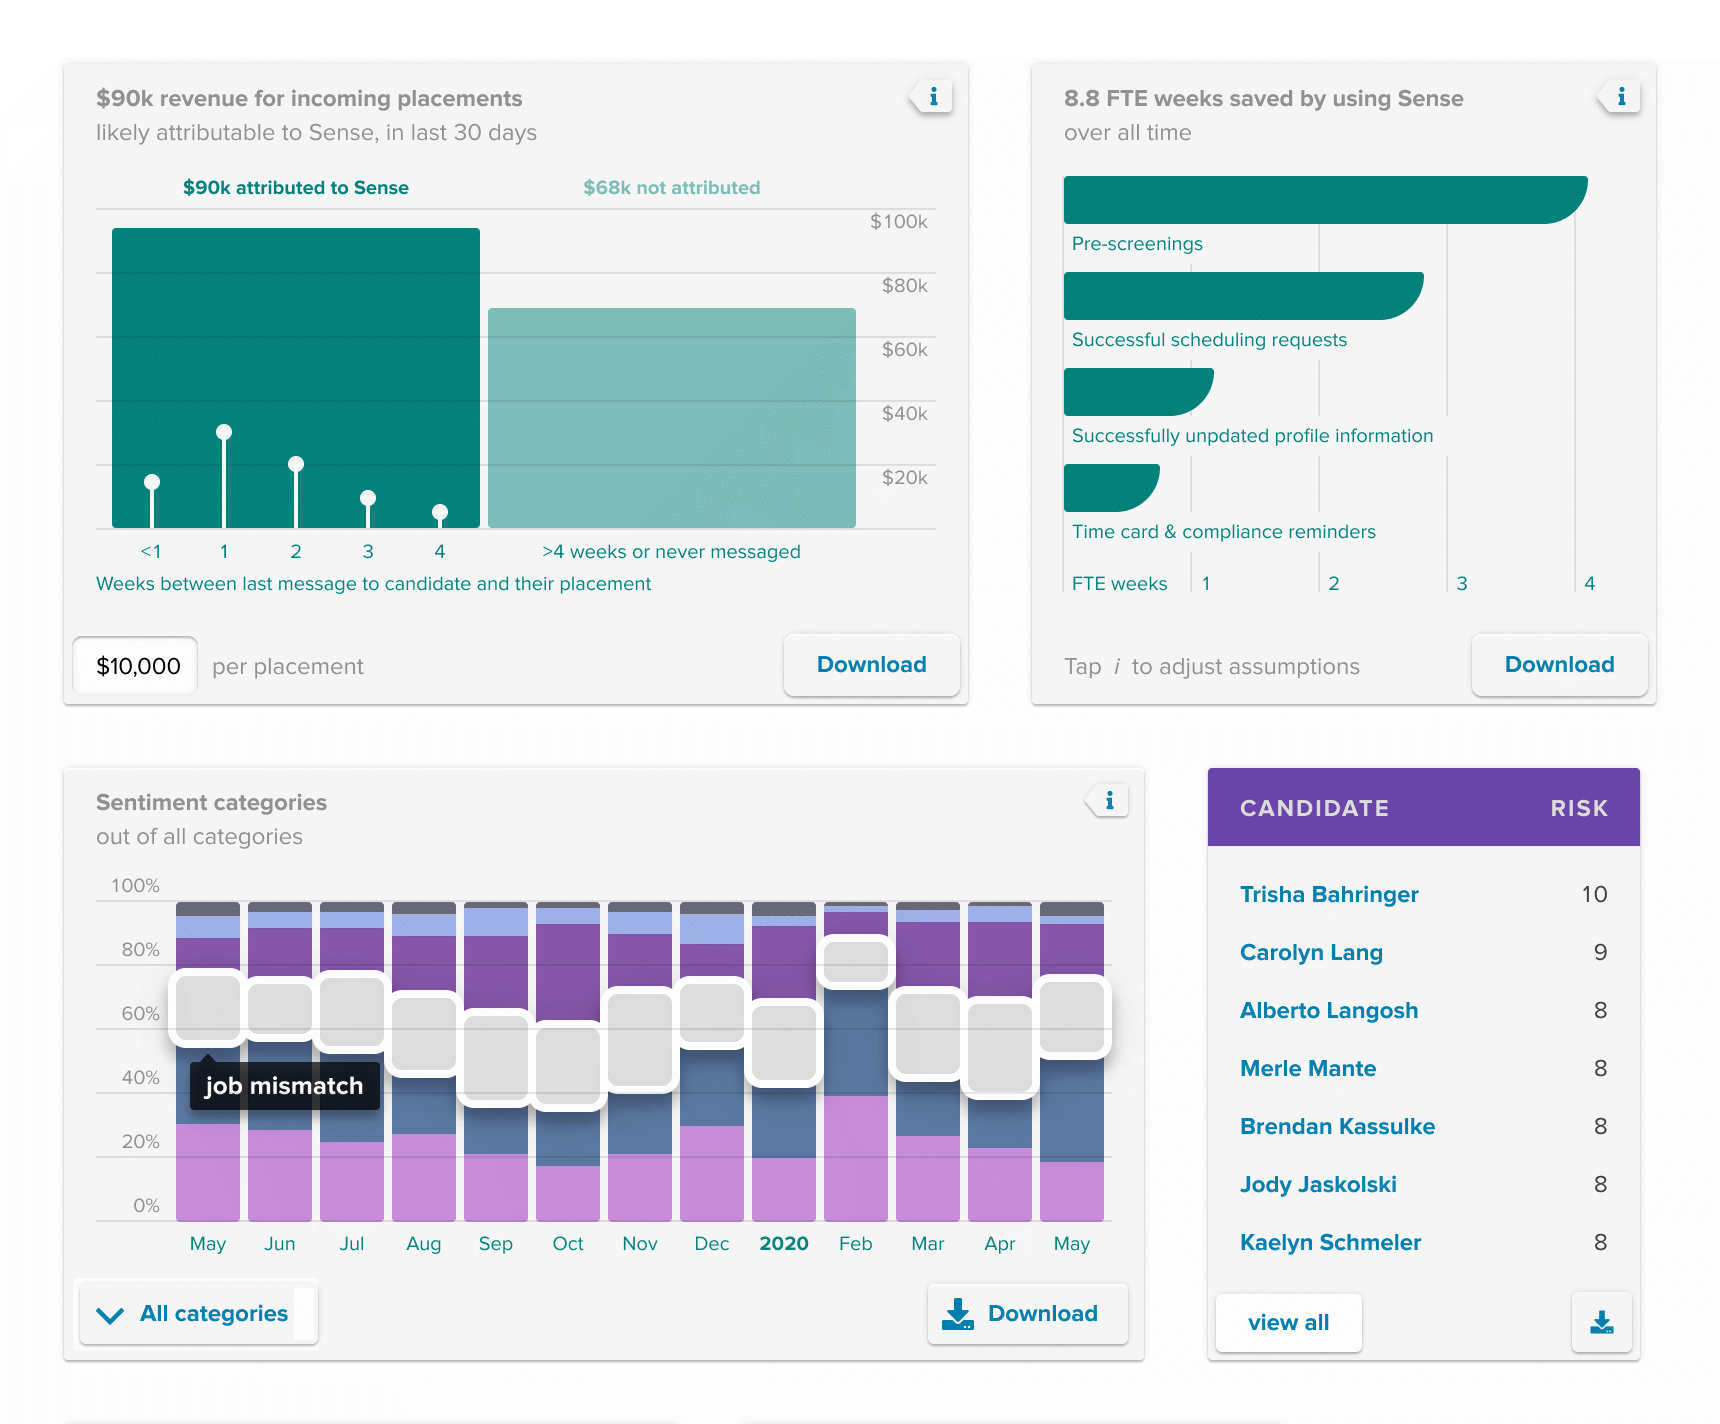 $90k revenue for incoming placements
likely attributable to Sense, in last 30 days
i
$90k attributed to Sense
$68k not attributed
$100k
$80k
$60k
$40k
$20k
<1 1 2 3 4 >4 weeks or never messaged
Weeks between last message to candidate and their placement
$10,000 per placement
Download
8.8 FTE weeks saved by using Sense
over all time
i
Pre-screenings
Successful scheduling requests
Successfully unpdated profile information
Time card & compliance reminders
FTE weeks 1 2 3 4
Tap i to adjust assumptions
Download
Sentiment categories
out of all categories
i
100%
80%
60%
40%
20%
0%
job mismatch
May Jun Jul Aug Sep Oct Nov Dec 2020 Feb Mar Apr May
All categories
Download
CANDIDATE RISK
Trisha Bahringer 10
Carolyn Lang 9
Alberto Langosh 8
Merle Mante 8
Brendan Kassulke 8
Jody Jaskolski 8
Kaelyn Schmeler 8
view all